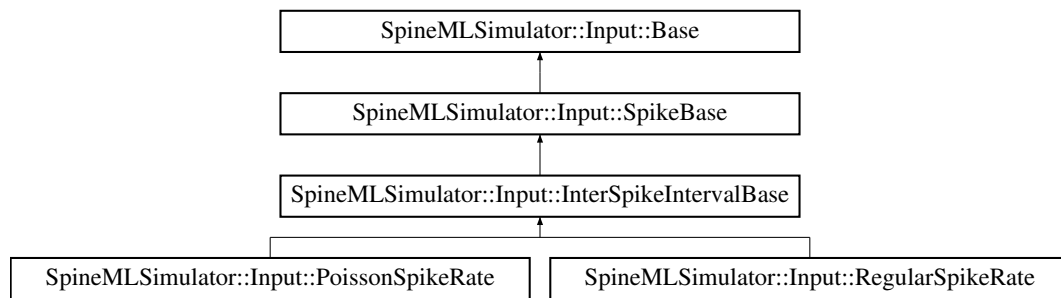 SpineMLSimulator::Input::Base
SpineMLSimulator::Input::SpikeBase
SpineMLSimulator::Input::InterSpikeIntervalBase
SpineMLSimulator::Input::PoissonSpikeRate
SpineMLSimulator::Input::RegularSpikeRate